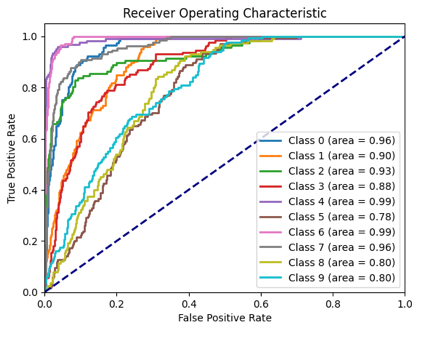 Receiver Operating Characteristic
True Positive Rate
1.0
0.8
0.6
0.4
0.2
0.0
Class 0 (area = 0.96)
Class 1 (area = 0.90)
Class 2 (area = 0.93)
Class 3 (area = 0.88)
Class 4 (area = 0.99)
Class 5 (area = 0.78)
Class 6 (area = 0.99)
Class 7 (area = 0.96)
Class 8 (area = 0.80)
Class 9 (area = 0.80)
0.0 0.2 0.4 0.6 0.8 1.0
False Positive Rate